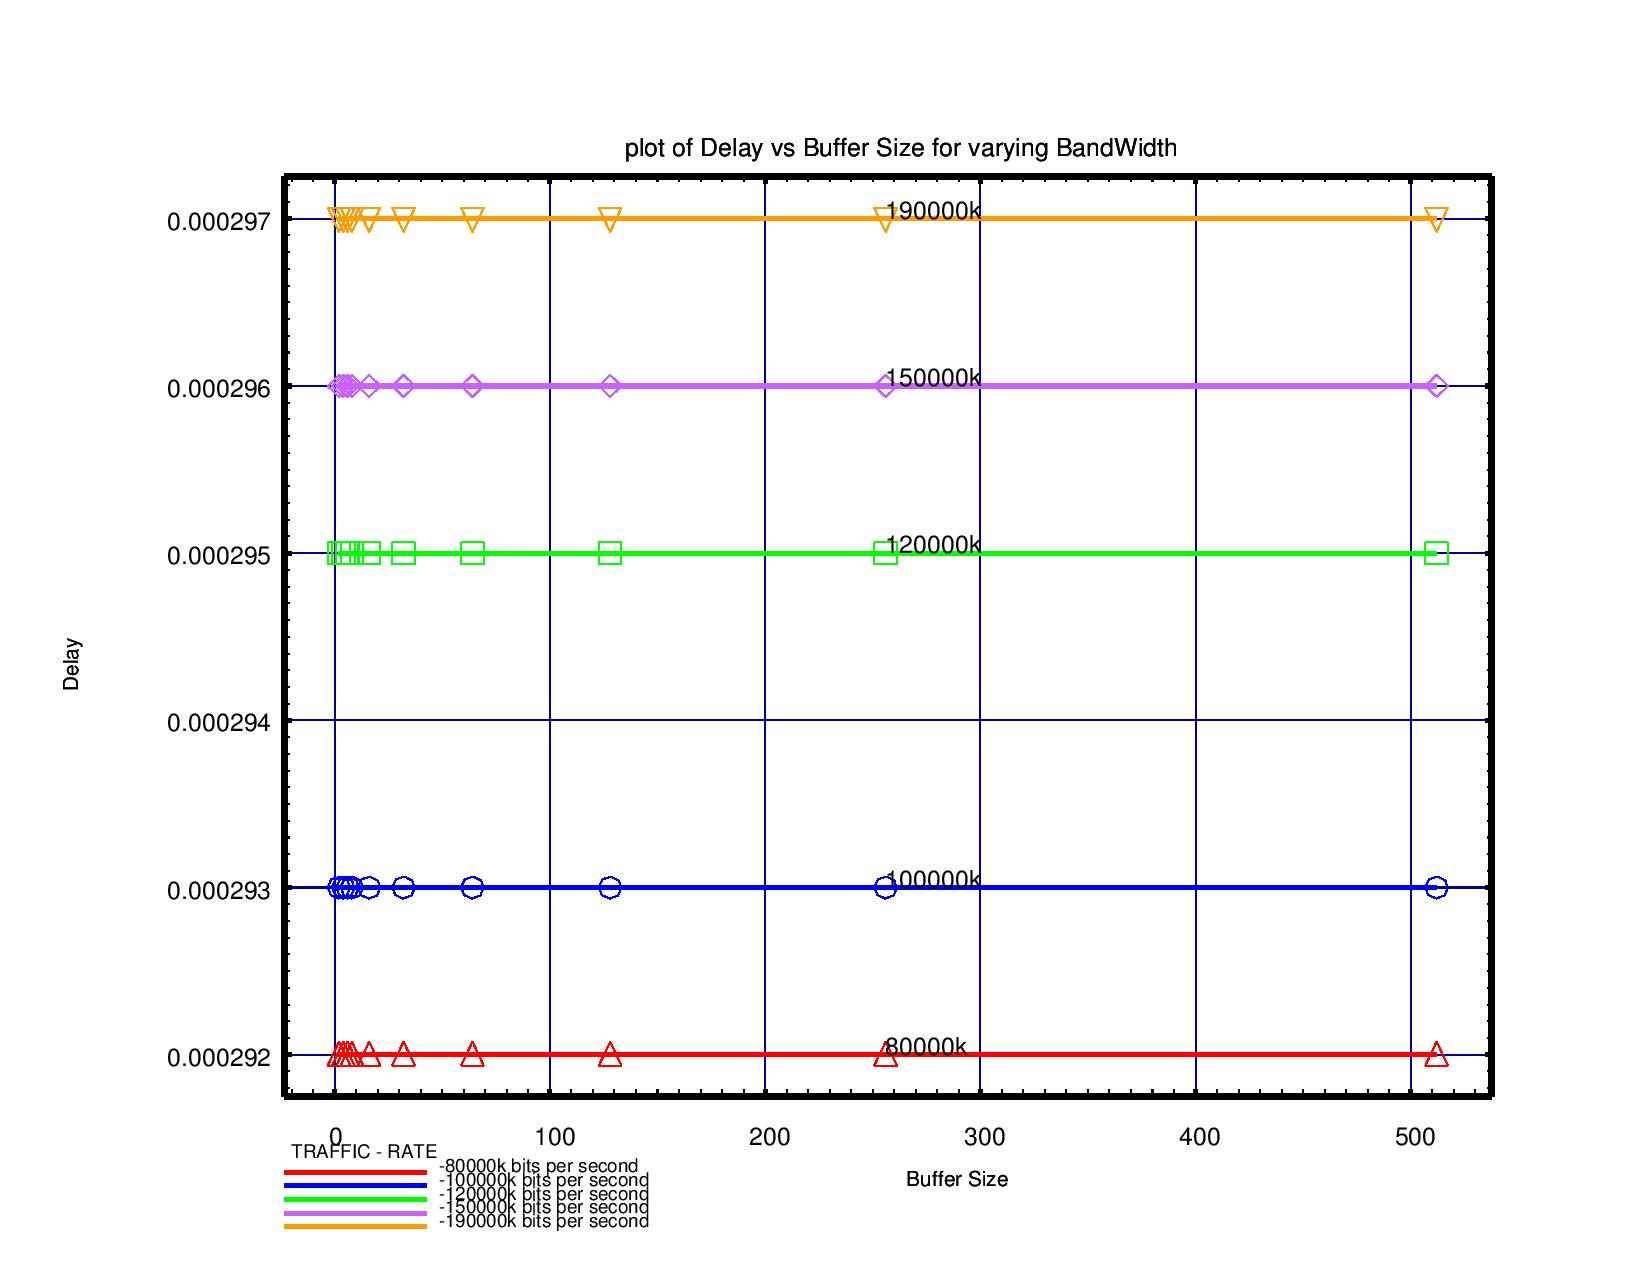 plot of Delay vs Buffer Size for varying BandWidth
0.000297
190000k
0.000296
150000k
0.000295
120000k
Delay
0.000294
0.000293
100000k
0.000292
80000k
0 100 200 300 400 500
TRAFFIC - RATE
-80000k bits per second
Buffer Size
-100000k bits per second
-120000k bits per second
-150000k bits per second
-190000k bits per second